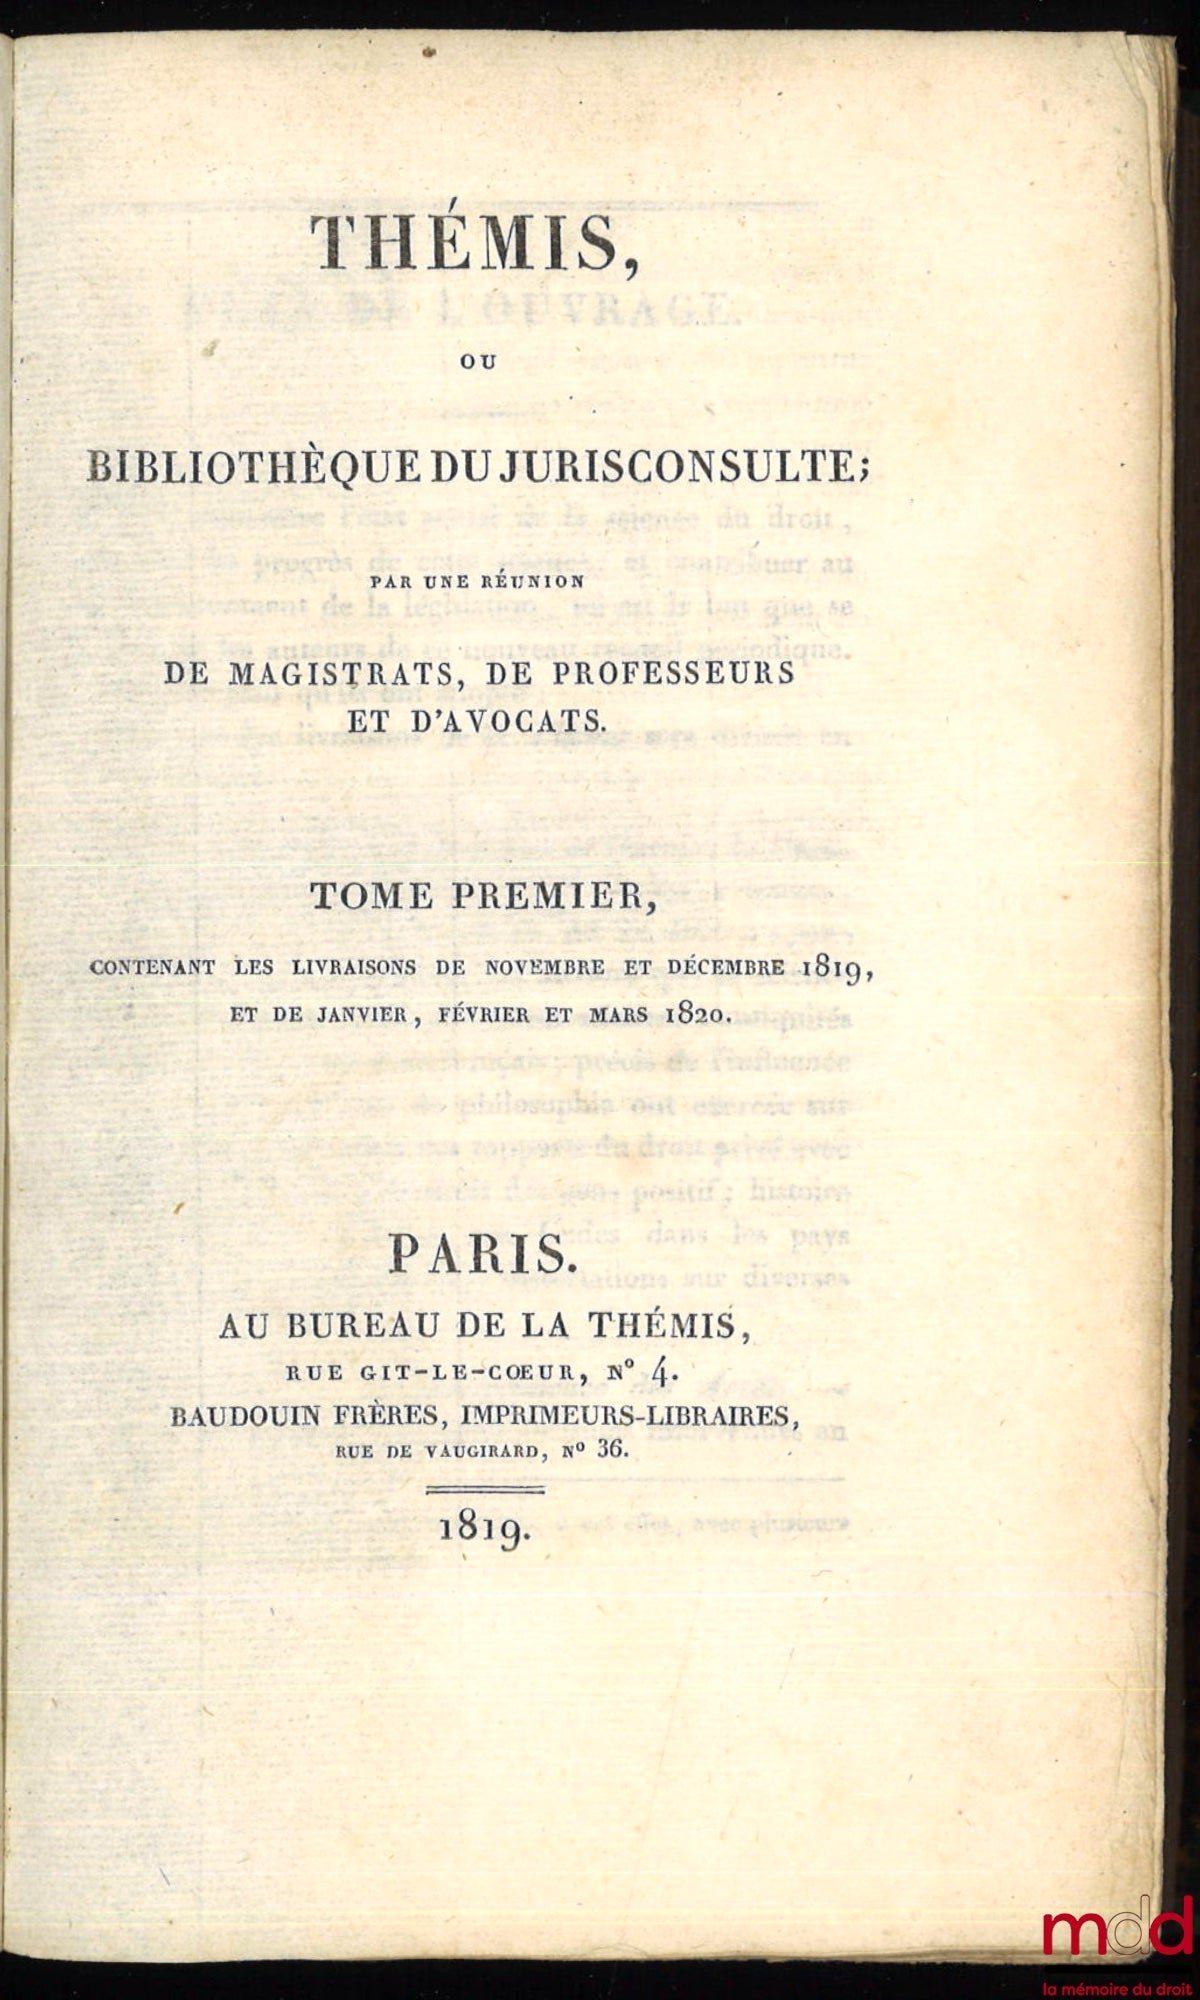 THÉMIS,
OU
BIBLIOTHÈQUE DU JURISCONSULTE;
PAR UNE RÉUNION
DE MAGISTRATS, DE PROFESSEURS
ET D'AVOCATS.
TOME PREMIER,
CONTENANT LES LIVRAISONS DE NOVEMBRE ET DÉCEMBRE 1819,
ET DE JANVIER, FÉVRIER ET MARS 1820.
PARIS.
AU BUREAU DE LA THÉMIS,
RUE GIT-LE-COEUR, N° 4.
BAUDOUIN FRÈRES, IMPRIMEURS-LIBRAIRES,
RUE DE VAUGIRARD, N° 36.
1819.
mdd
la mémoire du droit